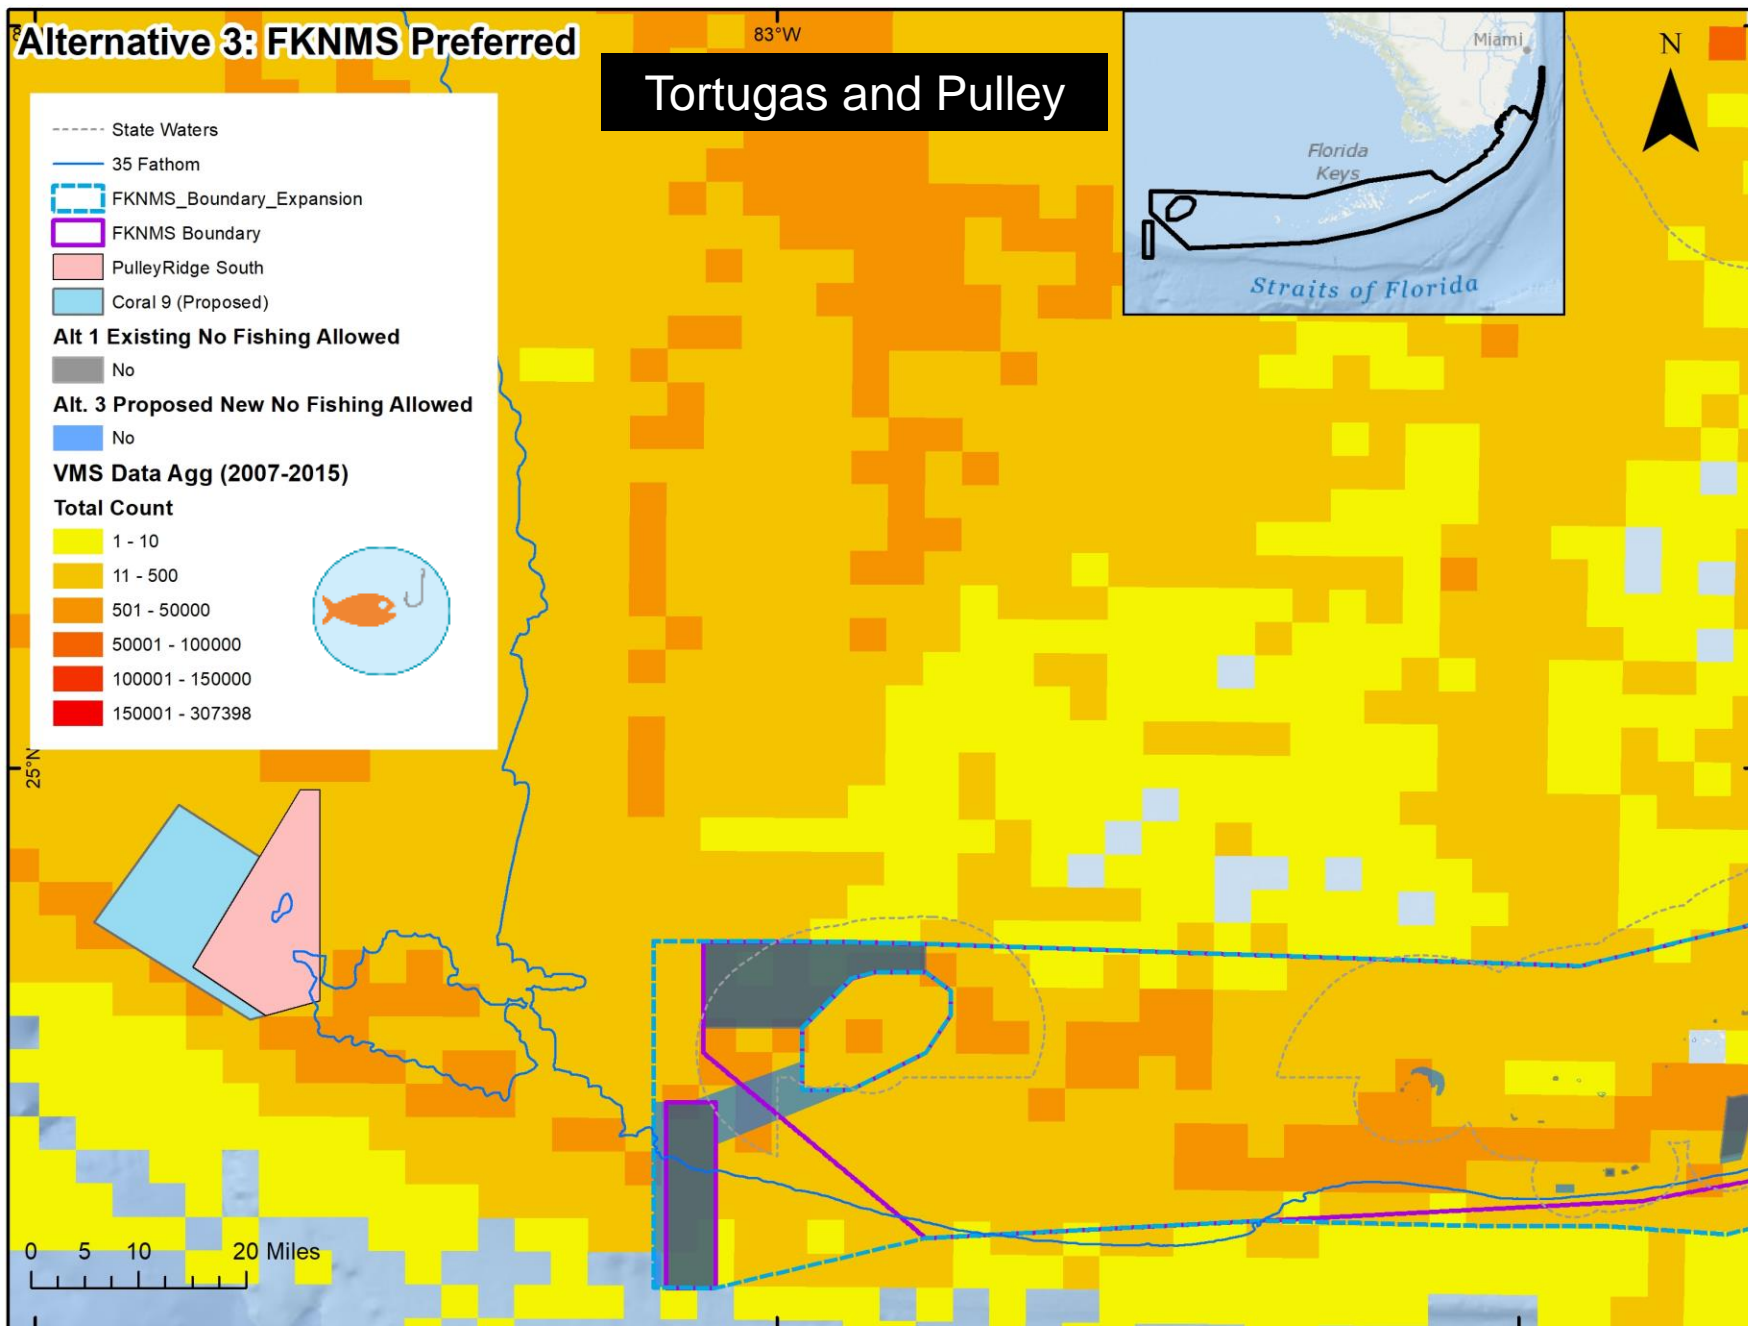 Alternative 3: FKNMS Preferred
83°W
Tortugas and Pulley
Miami
Florida
Keys
Straits of Florida
N
State Waters
35 Fathom
FKNMS_Boundary_Expansion
FKNMS Boundary
PulleyRidge South
Coral 9 (Proposed)
Alt 1 Existing No Fishing Allowed
No
Alt. 3 Proposed New No Fishing Allowed
No
VMS Data Agg (2007-2015)
Total Count
1 - 10
11 - 500
501 - 50000
50001 - 100000
100001 - 150000
150001 - 307398
25°N
0 5 10 20 Miles